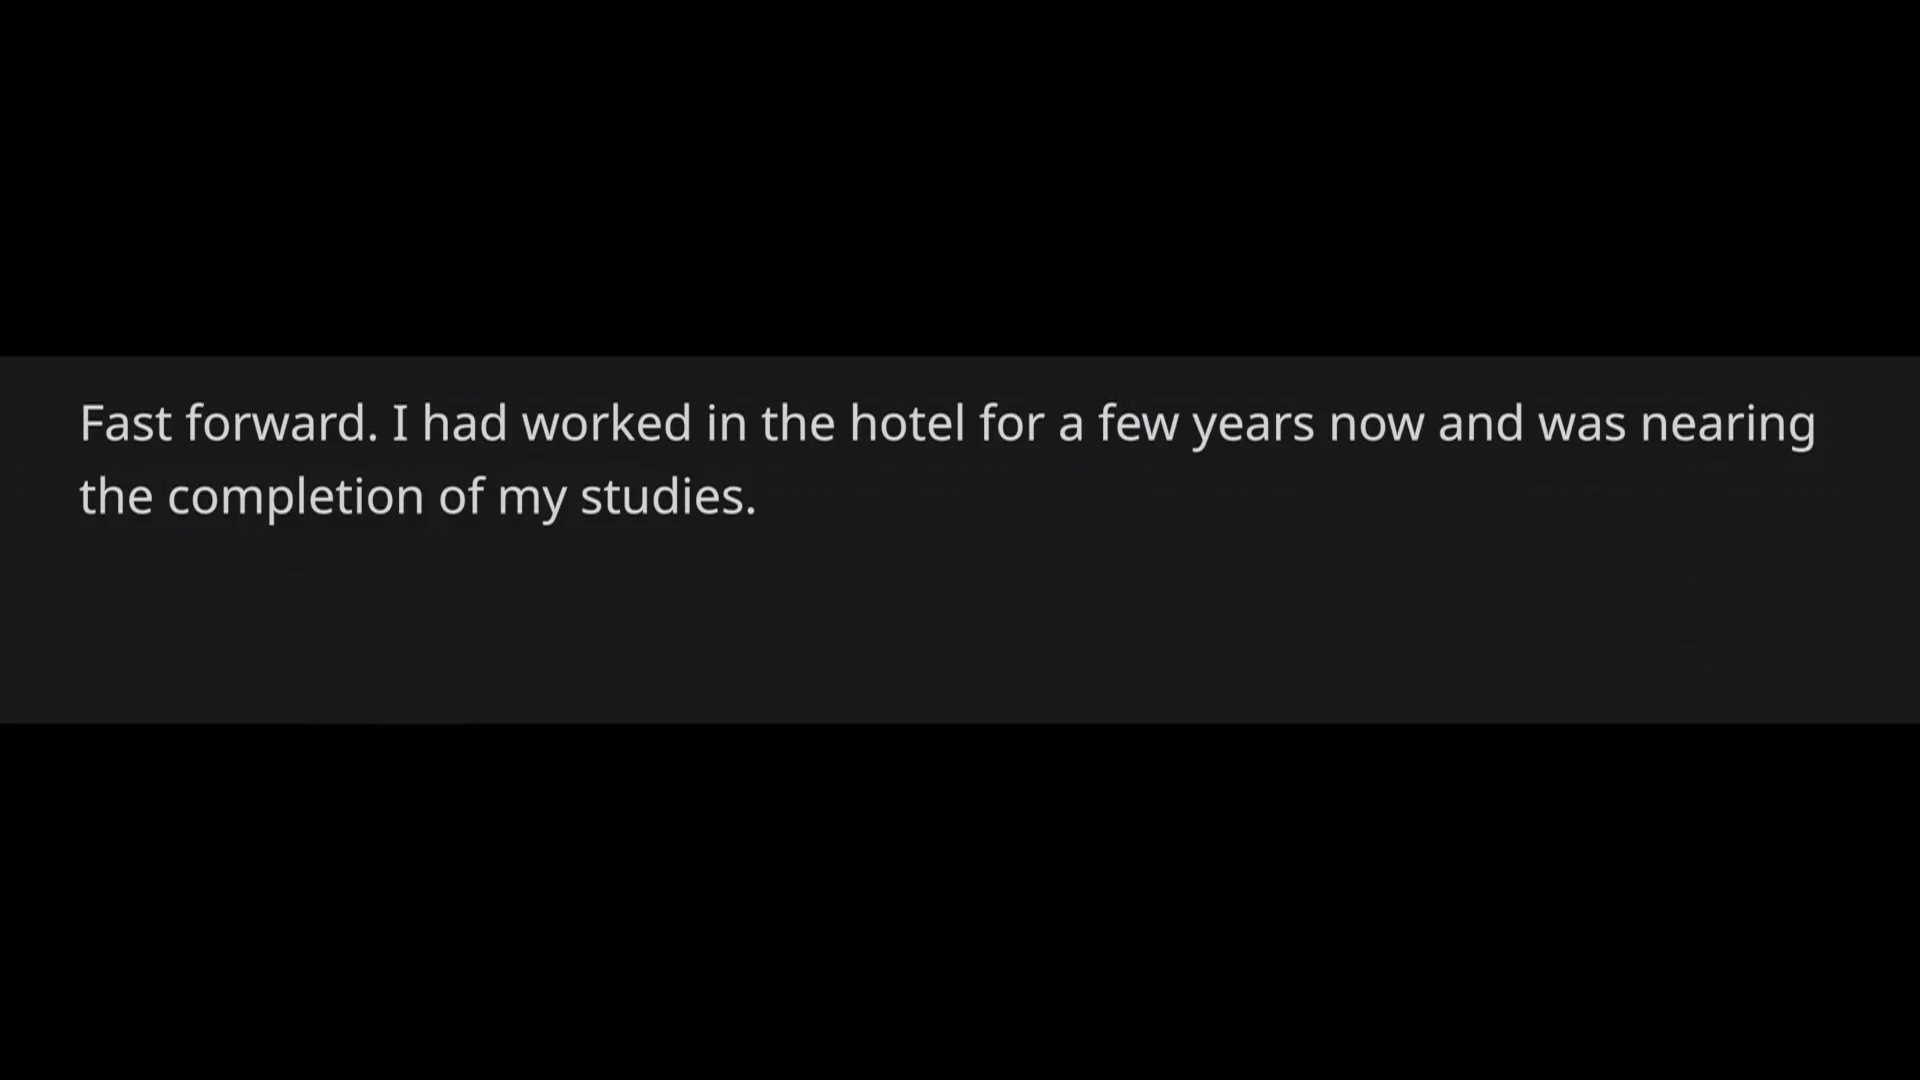 Fast forward. I had worked in the hotel for a few years now and was nearing
the completion of my studies.